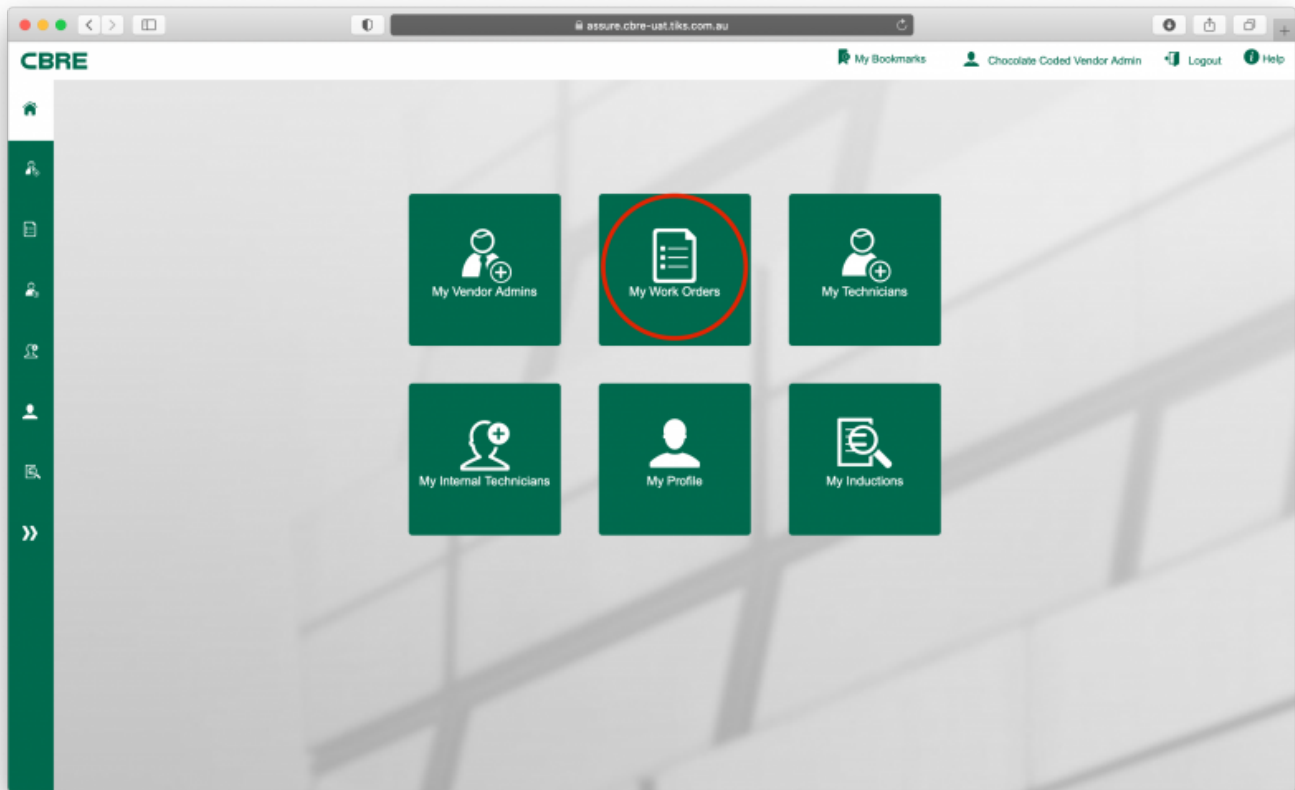 assure.cbre-uat.tiks.com.au
CBRE
My Bookmarks
Chocolate Coded Vendor Admin
Logout
Help
My Vendor Admins
My Work Orders
My Technicians
My Internal Technicians
My Profile
My Inductions